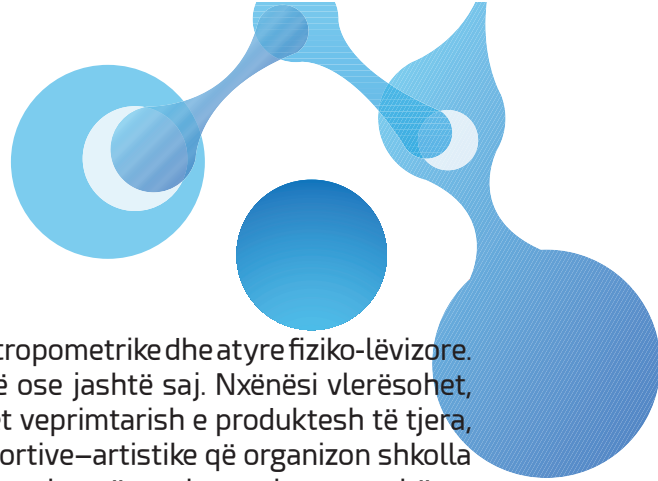 tropometrike dhe atyre fiziko-lëvizore.
ose jashtë saj. Nxënësi vlerësohet,
veprimtarish e produktesh të tjera,
ortive–artistike që organizon shkolla